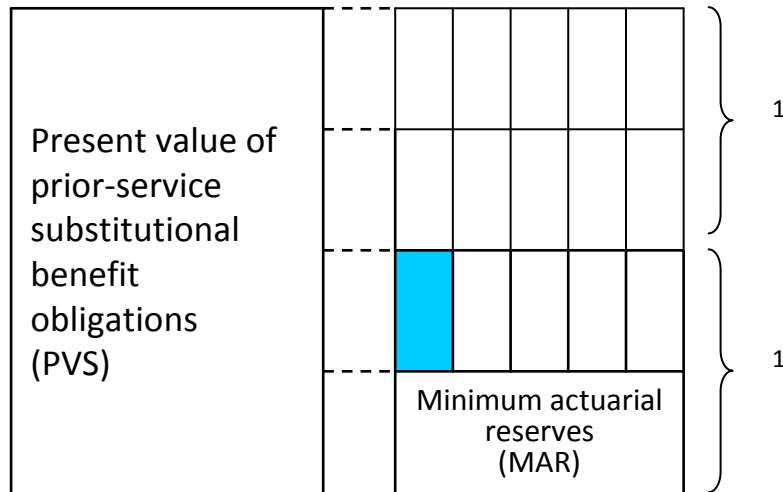 Present value of
prior-service
substitutional
benefit
obligations
(PVS)
1
1
Minimum actuarial
reserves
(MAR)